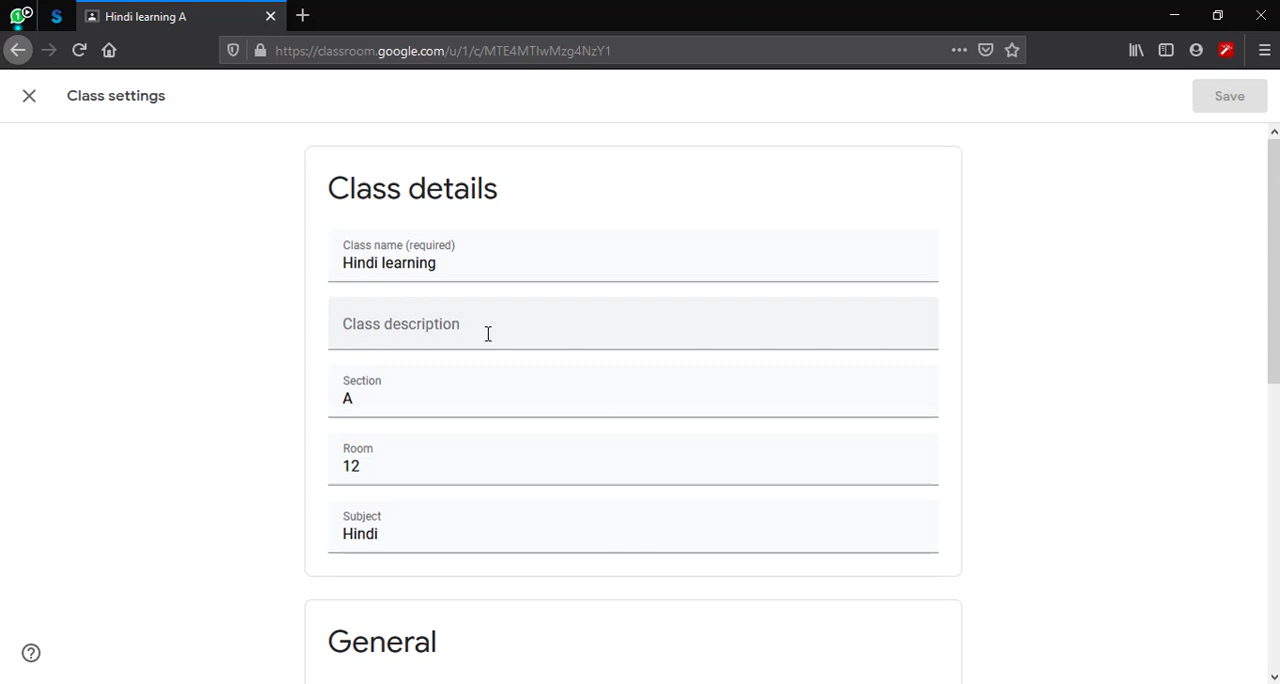 Hindi learning A
https://classroom.google.com/u/1/c/MTE4MTIwMzg4NzY1
Class settings
Save
Class details
Class name (required)
Hindi learning
Class description
Section
A
Room
12
Subject
Hindi
General